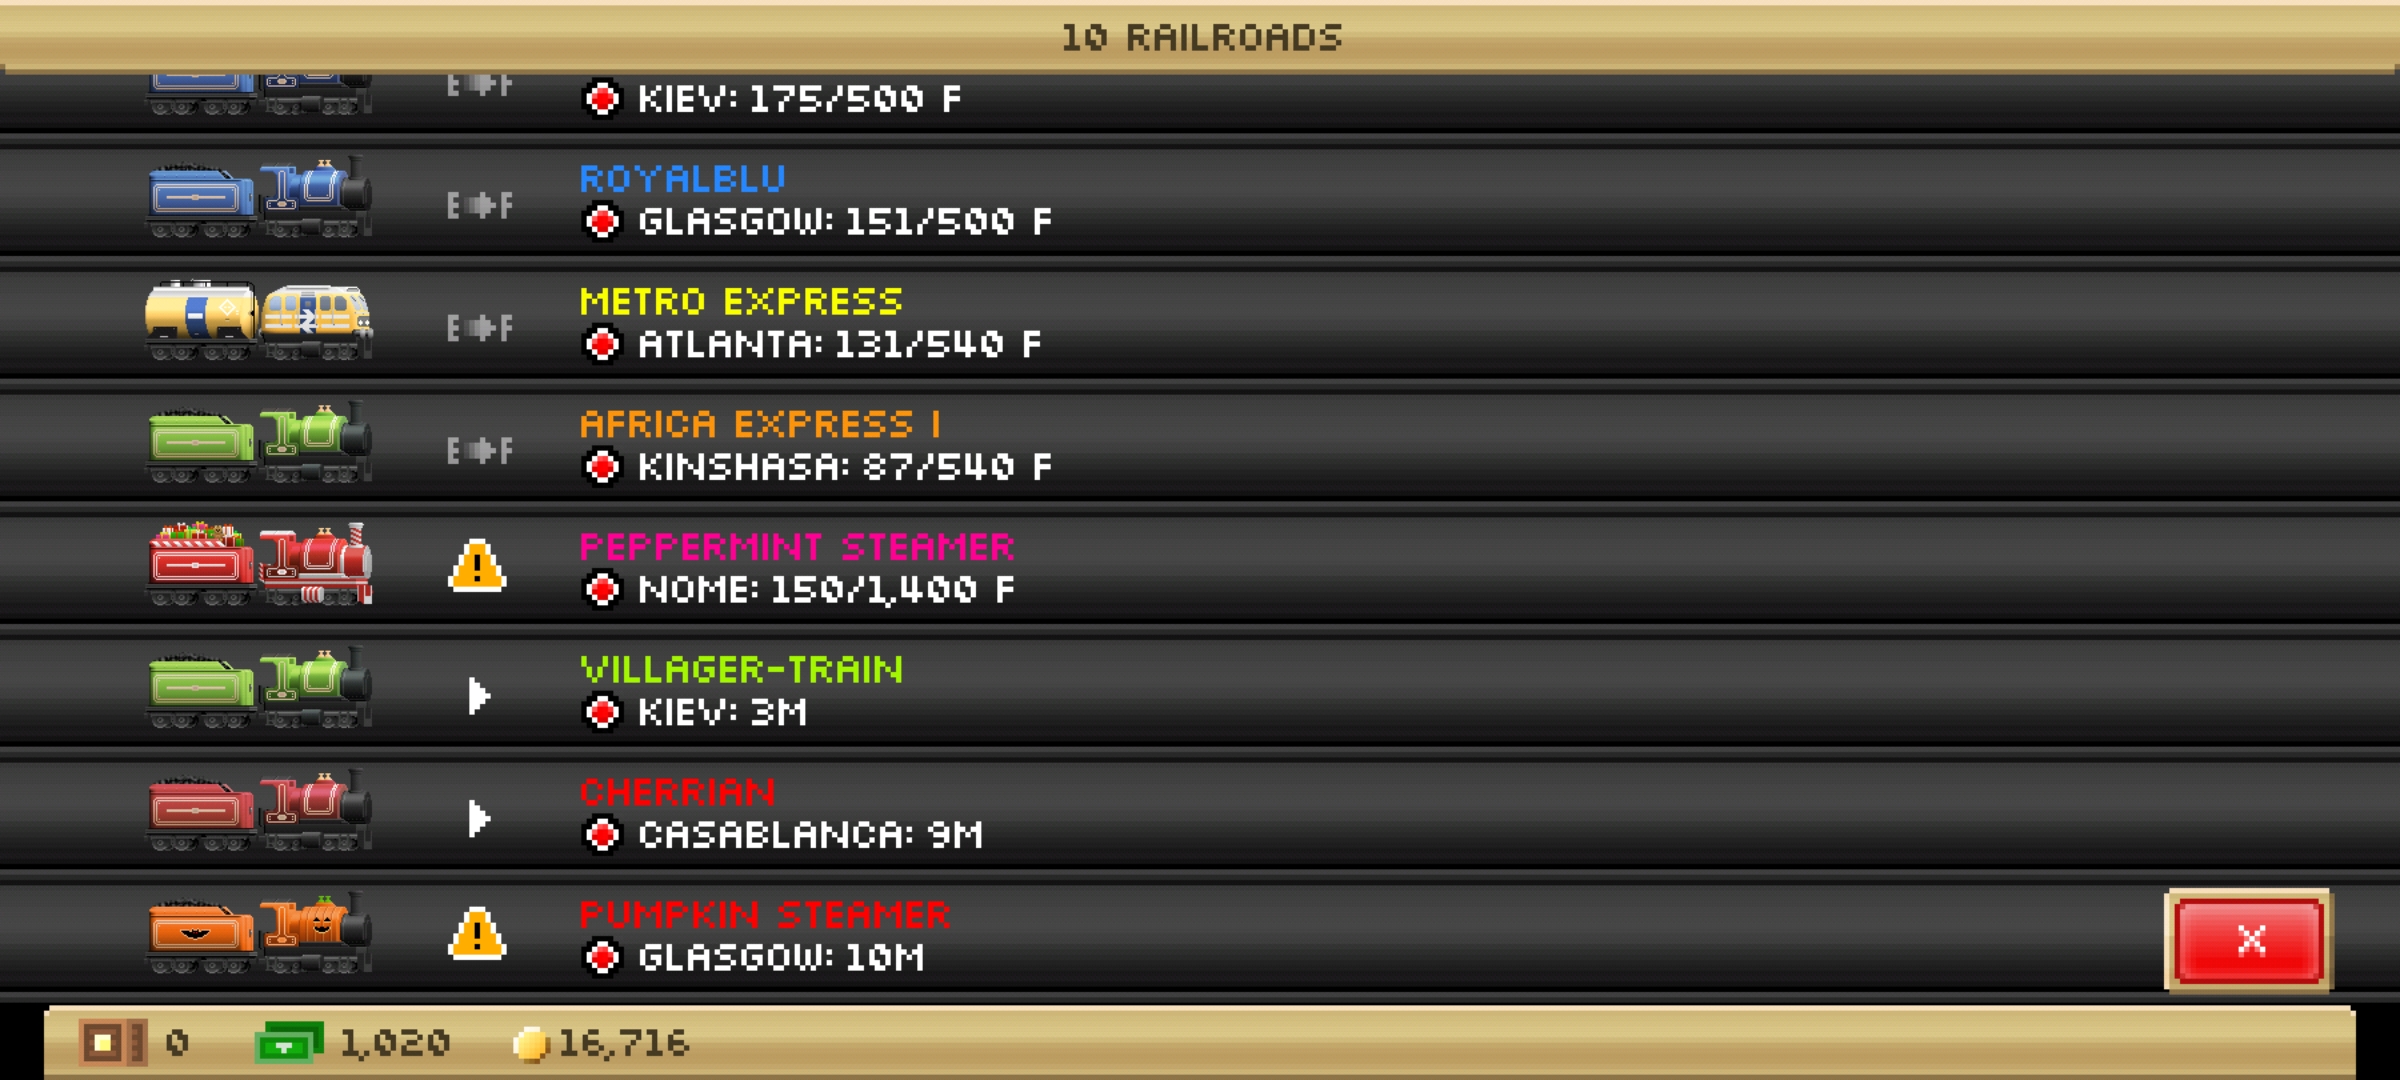 10 RAILROADS
E F
KIEV: 175/500 F
ROYALBLU
E F
GLASGOW: 151/500 F
METRO EXPRESS
E F
ATLANTA: 131/540 F
AFRICA EXPRESS I
E F
KINSHASA: 87/540 F
PEPPERMINT STEAMER
!
NOME: 150/1,400 F
VILLAGER-TRAIN
KIEV: 3M
CHERRIAN
CASABLANCA: 9M
PUMPKIN STEAMER
!
GLASGOW: 10M
X
0 1,020 16,716